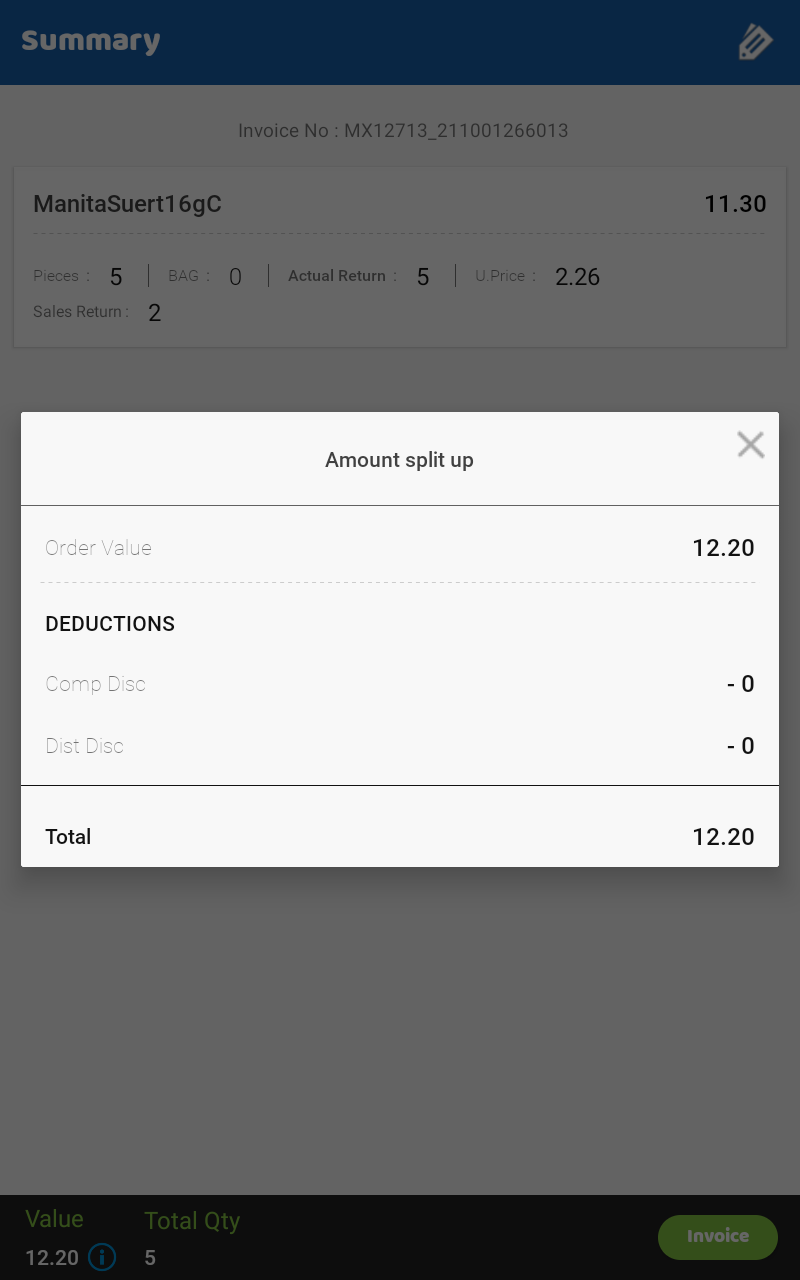 Summary
Invoice No : MX12713_211001266013
ManitaSuert16gC 11.30
Pieces : 5 BAG : 0 Actual Return : 5 U.Price : 2.26
Sales Return : 2
Amount split up
Order Value 12.20
DEDUCTIONS
Comp Disc - 0
Dist Disc - 0
Total 12.20
Value Total Qty
12.20 5
Invoice